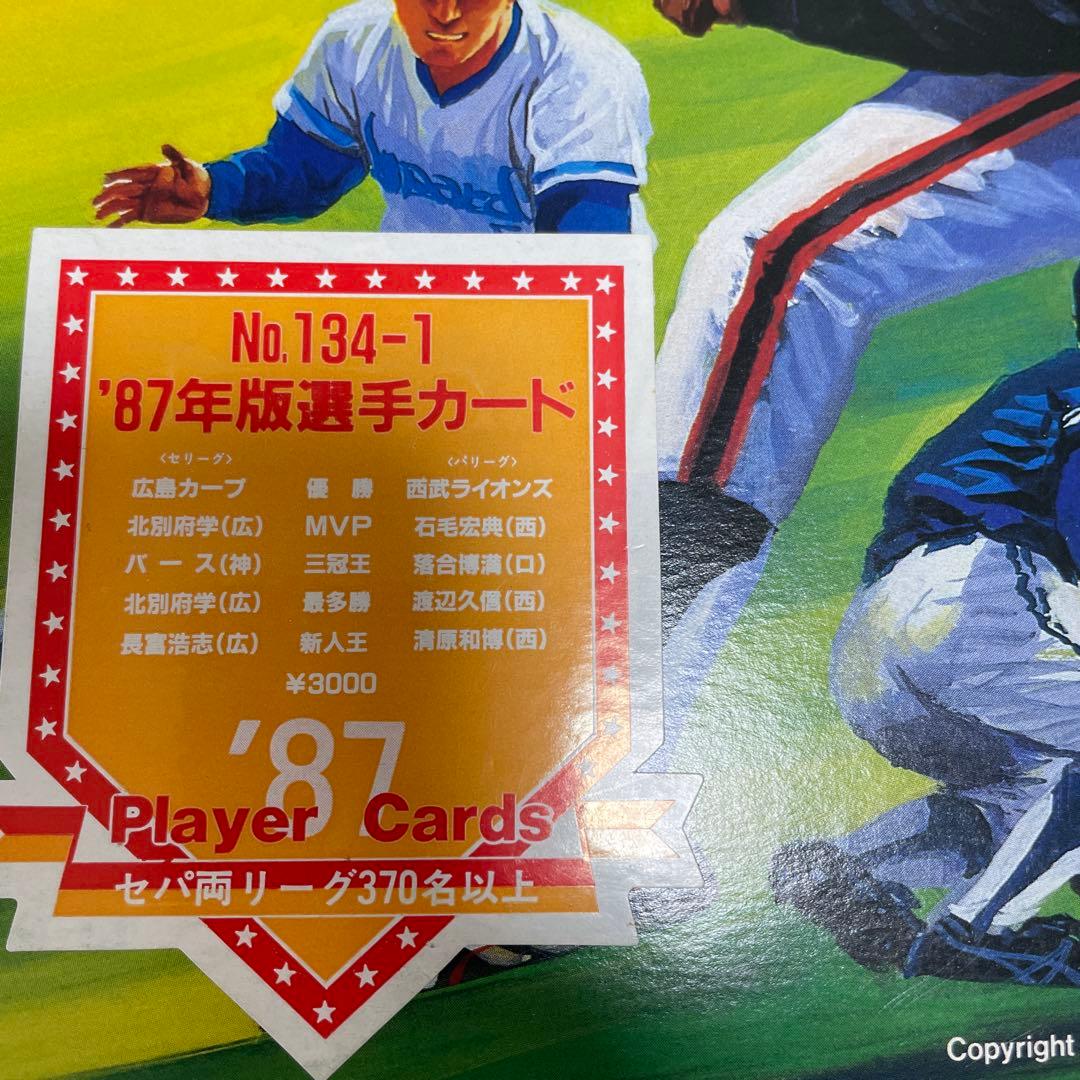 No.134-1
'87年版選手カード
〈セリーグ〉 〈パリーグ〉
広島カープ 優勝 西武ライオンズ
北別府学(広) MVP 石毛宏典(西)
バース(神) 三冠王 落合博満(ロ)
北別府学(広) 最多勝 渡辺久信(西)
長冨浩志(広) 新人王 清原和博(西)
¥3000
'87
Player Cards
セパ両リーグ370名以上
Copyright